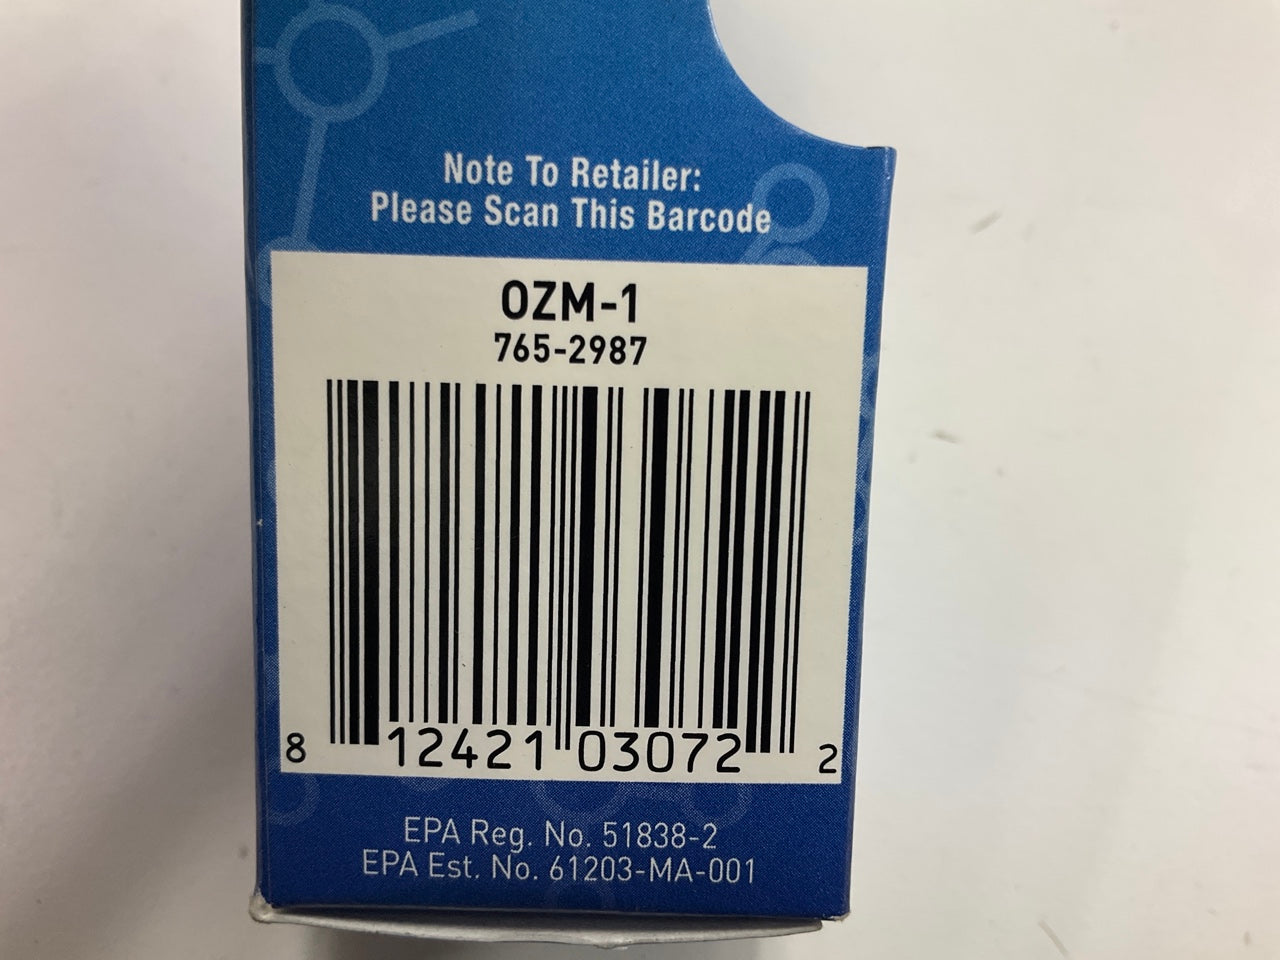 Note To Retailer:
Please Scan This Barcode
OZM-1
765-2987
8 12421 03072 2
EPA Reg. No. 51838-2
EPA Est. No. 61203-MA-001